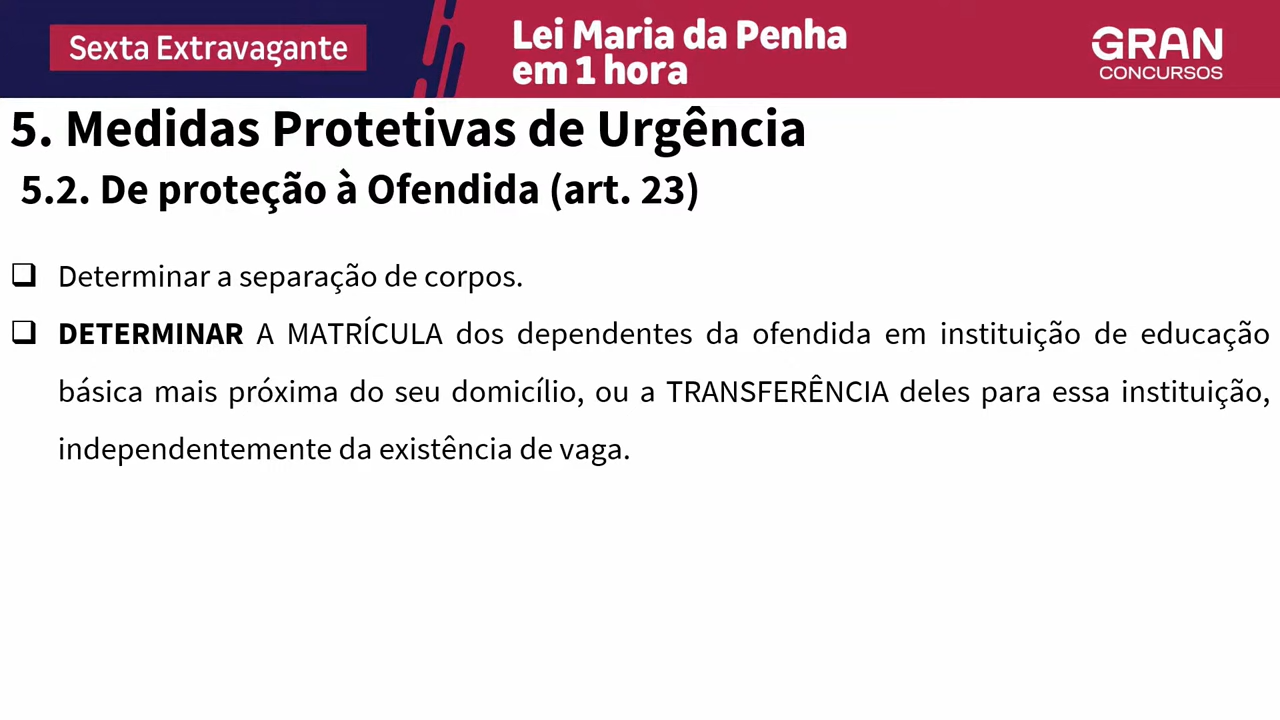 Sexta Extravagante
Lei Maria da Penha
em 1 hora
GRAN
CONCURSOS
5. Medidas Protetivas de Urgência
5.2. De proteção à Ofendida (art. 23)
❑ Determinar a separação de corpos.
❑ DETERMINAR A MATRÍCULA dos dependentes da ofendida em instituição de educação
básica mais próxima do seu domicílio, ou a TRANSFERÊNCIA deles para essa instituição,
independentemente da existência de vaga.